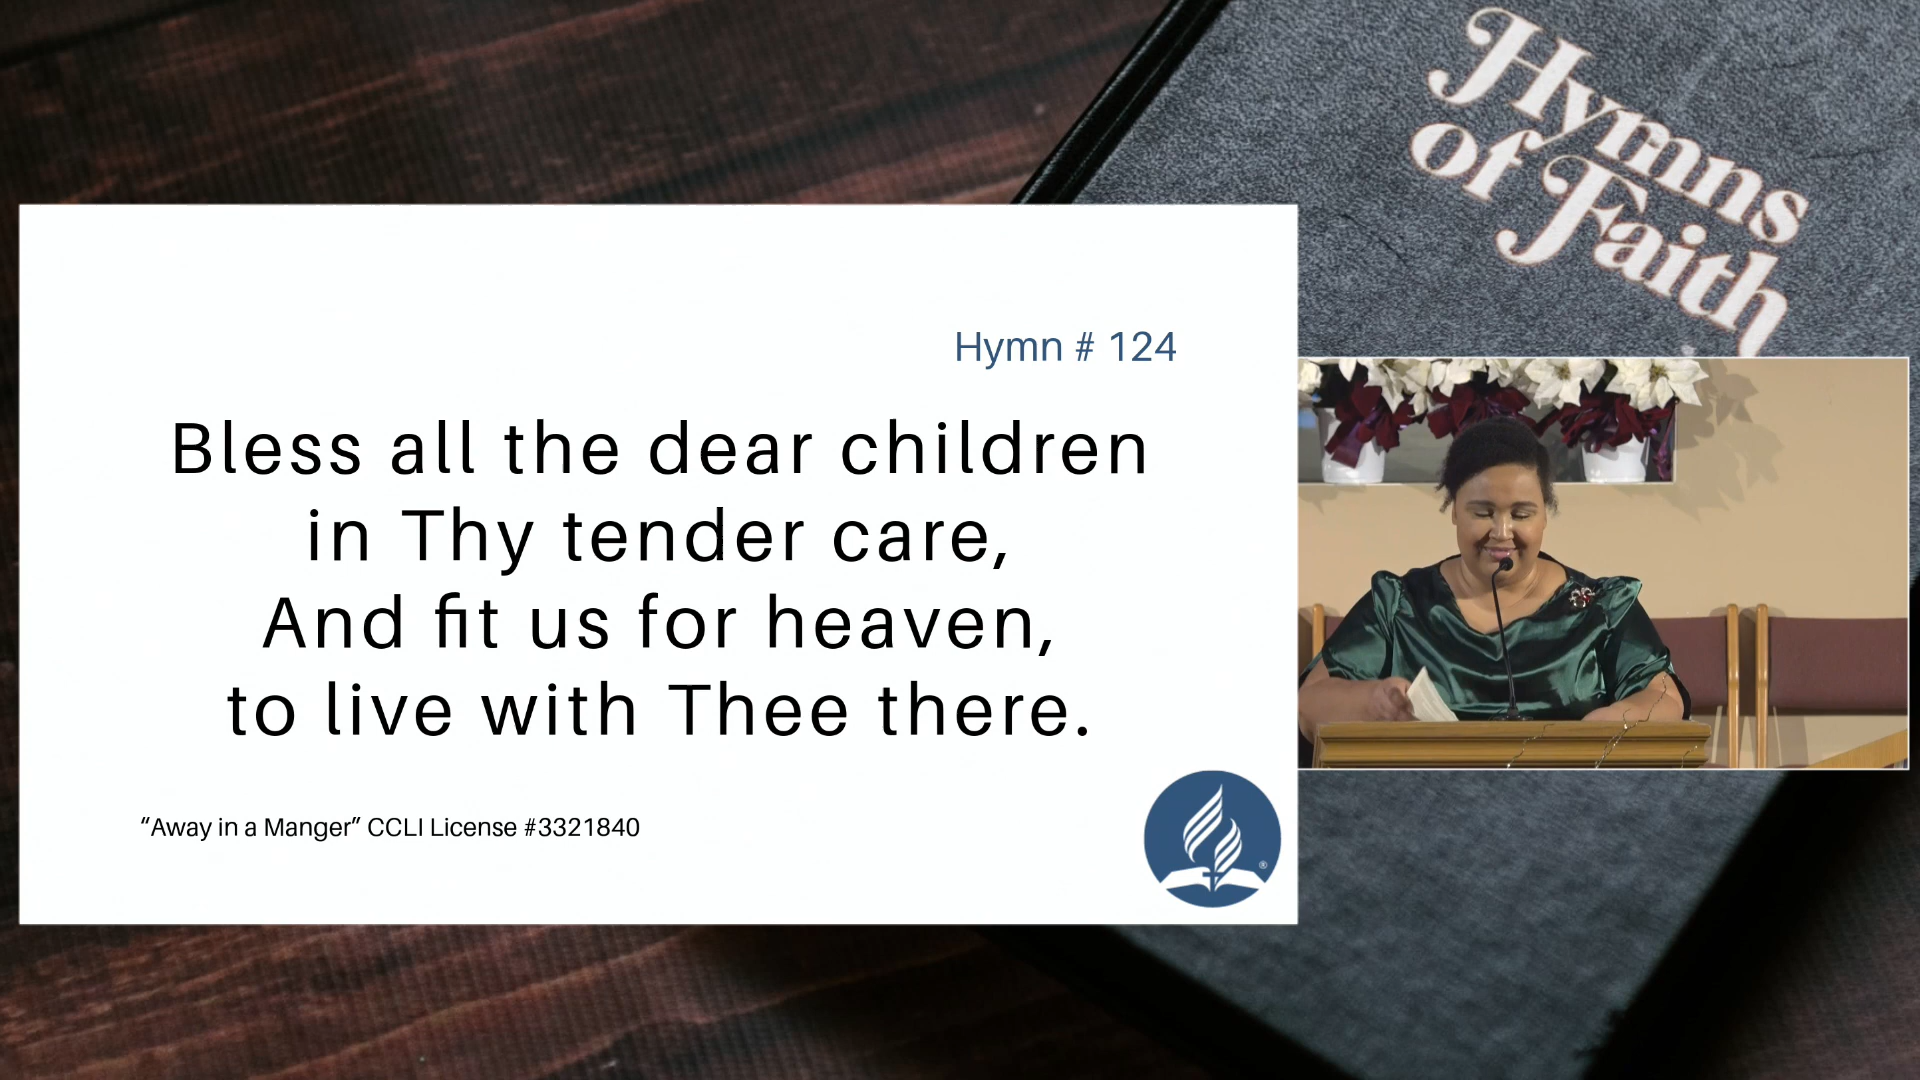 Hymns
of Faith
Hymn # 124
Bless all the dear children
in Thy tender care,
And fit us for heaven,
to live with Thee there.
“Away in a Manger” CCLI License #3321840
®